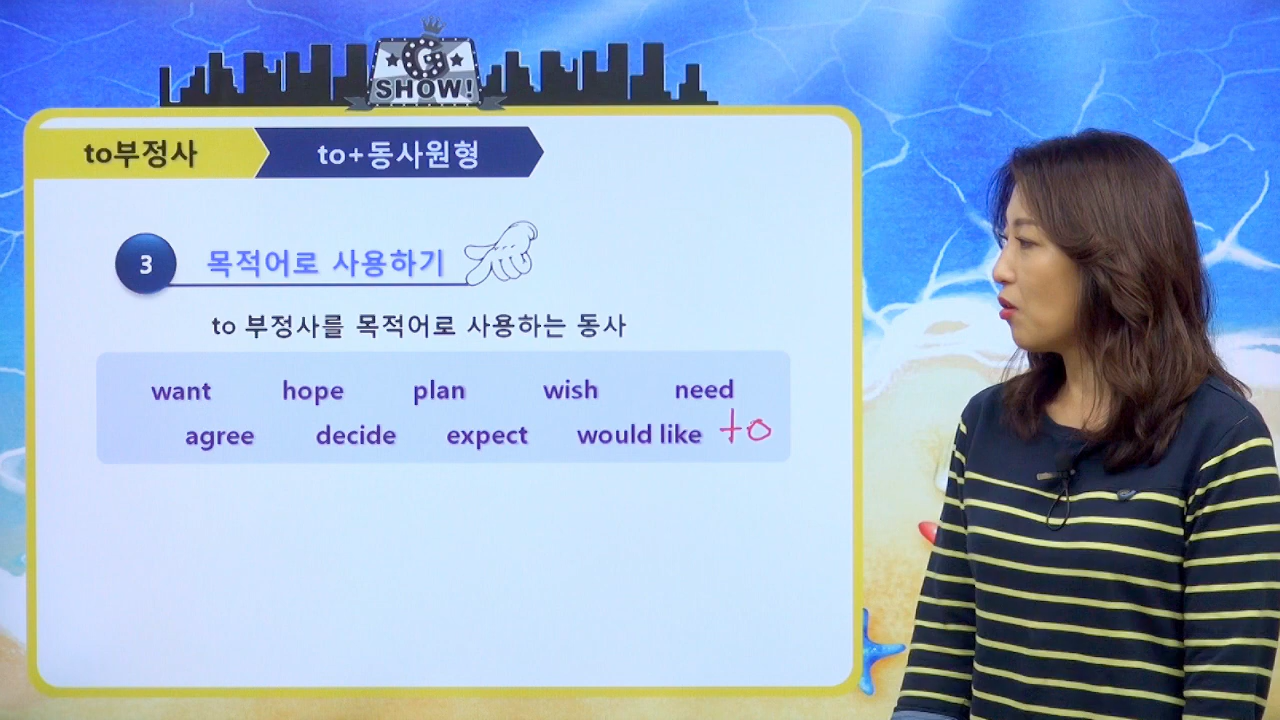 G
SHOW!
to부정사 to+동사원형
3 목적어로 사용하기
to 부정사를 목적어로 사용하는 동사
want hope plan wish need
agree decide expect would like to